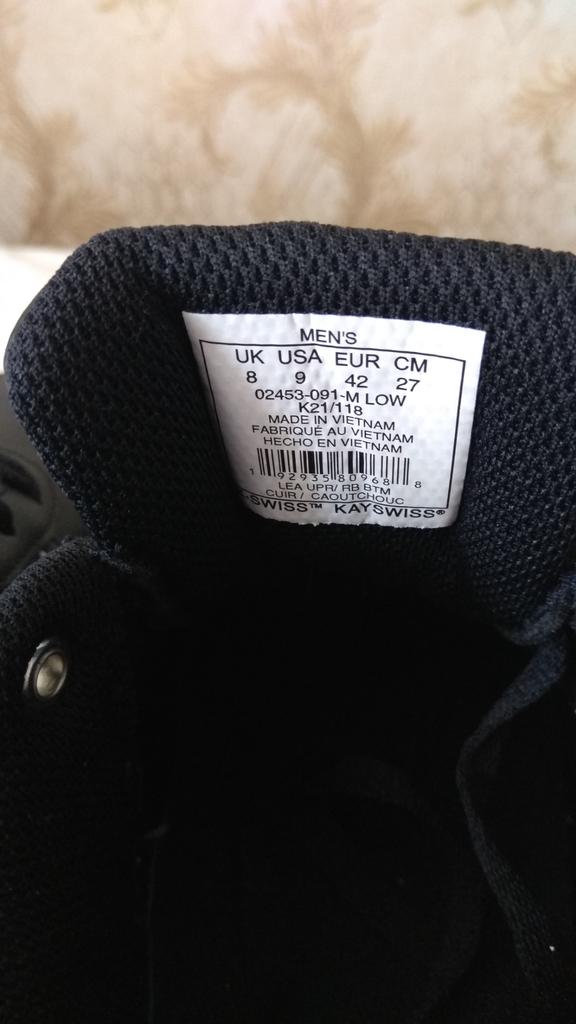 MEN'S
UK USA EUR CM
8 9 42 27
02453-091-M LOW
K21/118
MADE IN VIETNAM
FABRIQUÉ AU VIETNAM
HECHO EN VIETNAM
1 92935 80968 8
LEA UPR/ RB BTM
CUIR / CAOUTCHOUC
SWISS™ KAYSWISS®